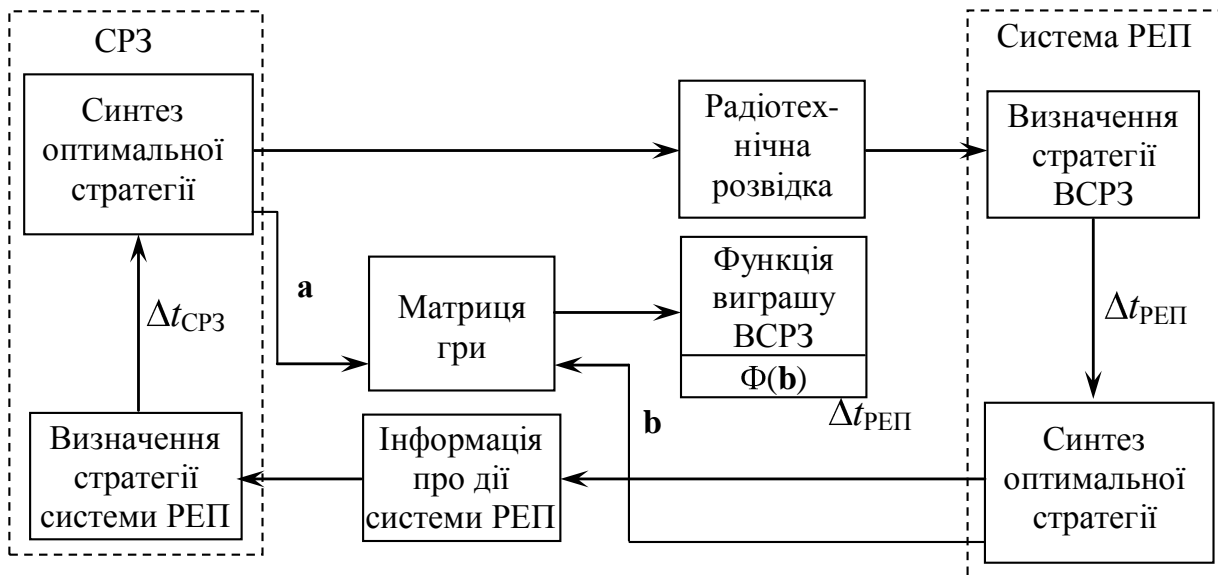 СРЗ
Система РЕП
Синтез
оптимальної
стратегії
Радіотех-
нічна
розвідка
Визначення
стратегії
ВСРЗ
a
Матриця
гри
Функція
виграшу
ВСРЗ
Φ(b)
ΔtРЕП
ΔtСРЗ
ΔtРЕП
b
Визначення
стратегії
системи РЕП
Інформація
про дії
системи РЕП
Синтез
оптимальної
стратегії